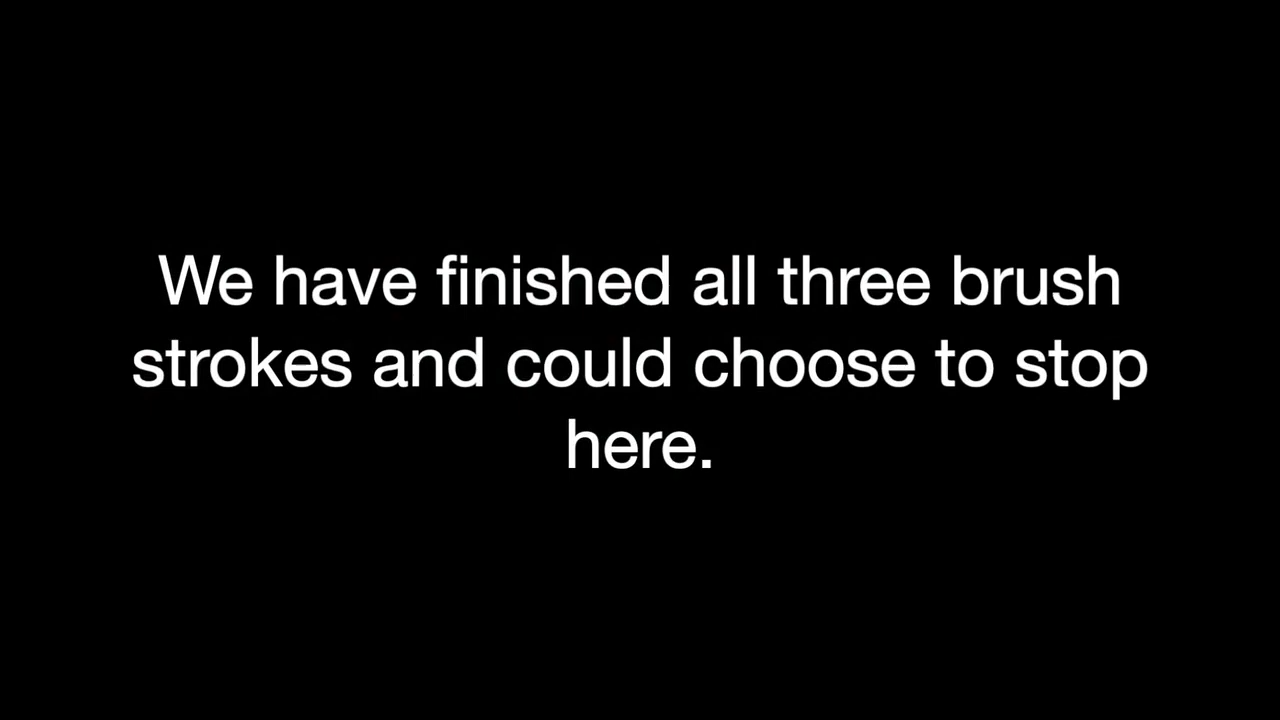 We have finished all three brush
strokes and could choose to stop
here.